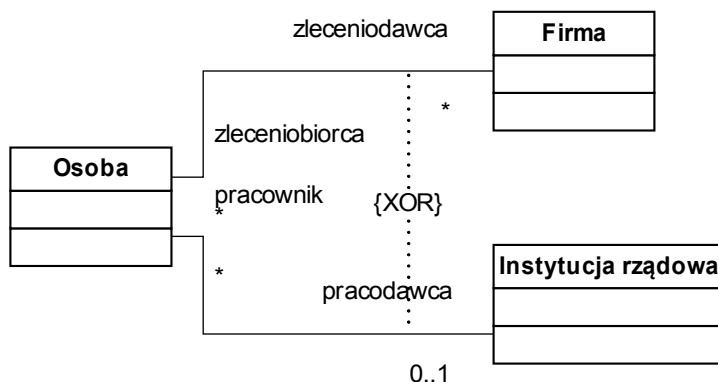 zleceniodawca
Firma
*
zleceniobiorca
Osoba
pracownik
*
{XOR}
Instytucja rządowa
*
pracodawca
0..1